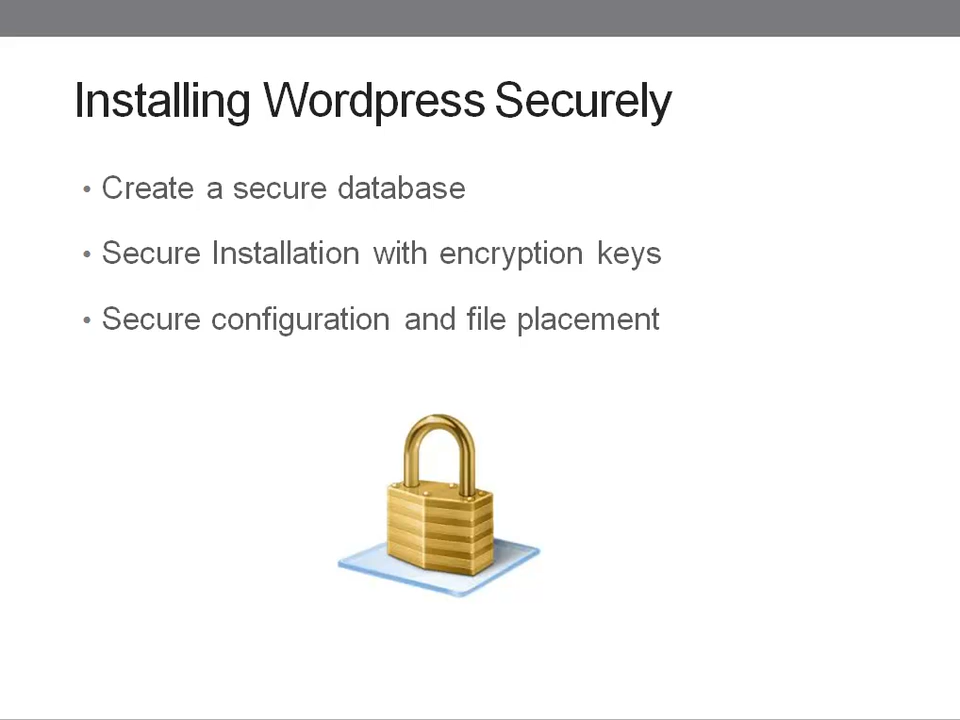 Installing Wordpress Securely
• Create a secure database
• Secure Installation with encryption keys
• Secure configuration and file placement